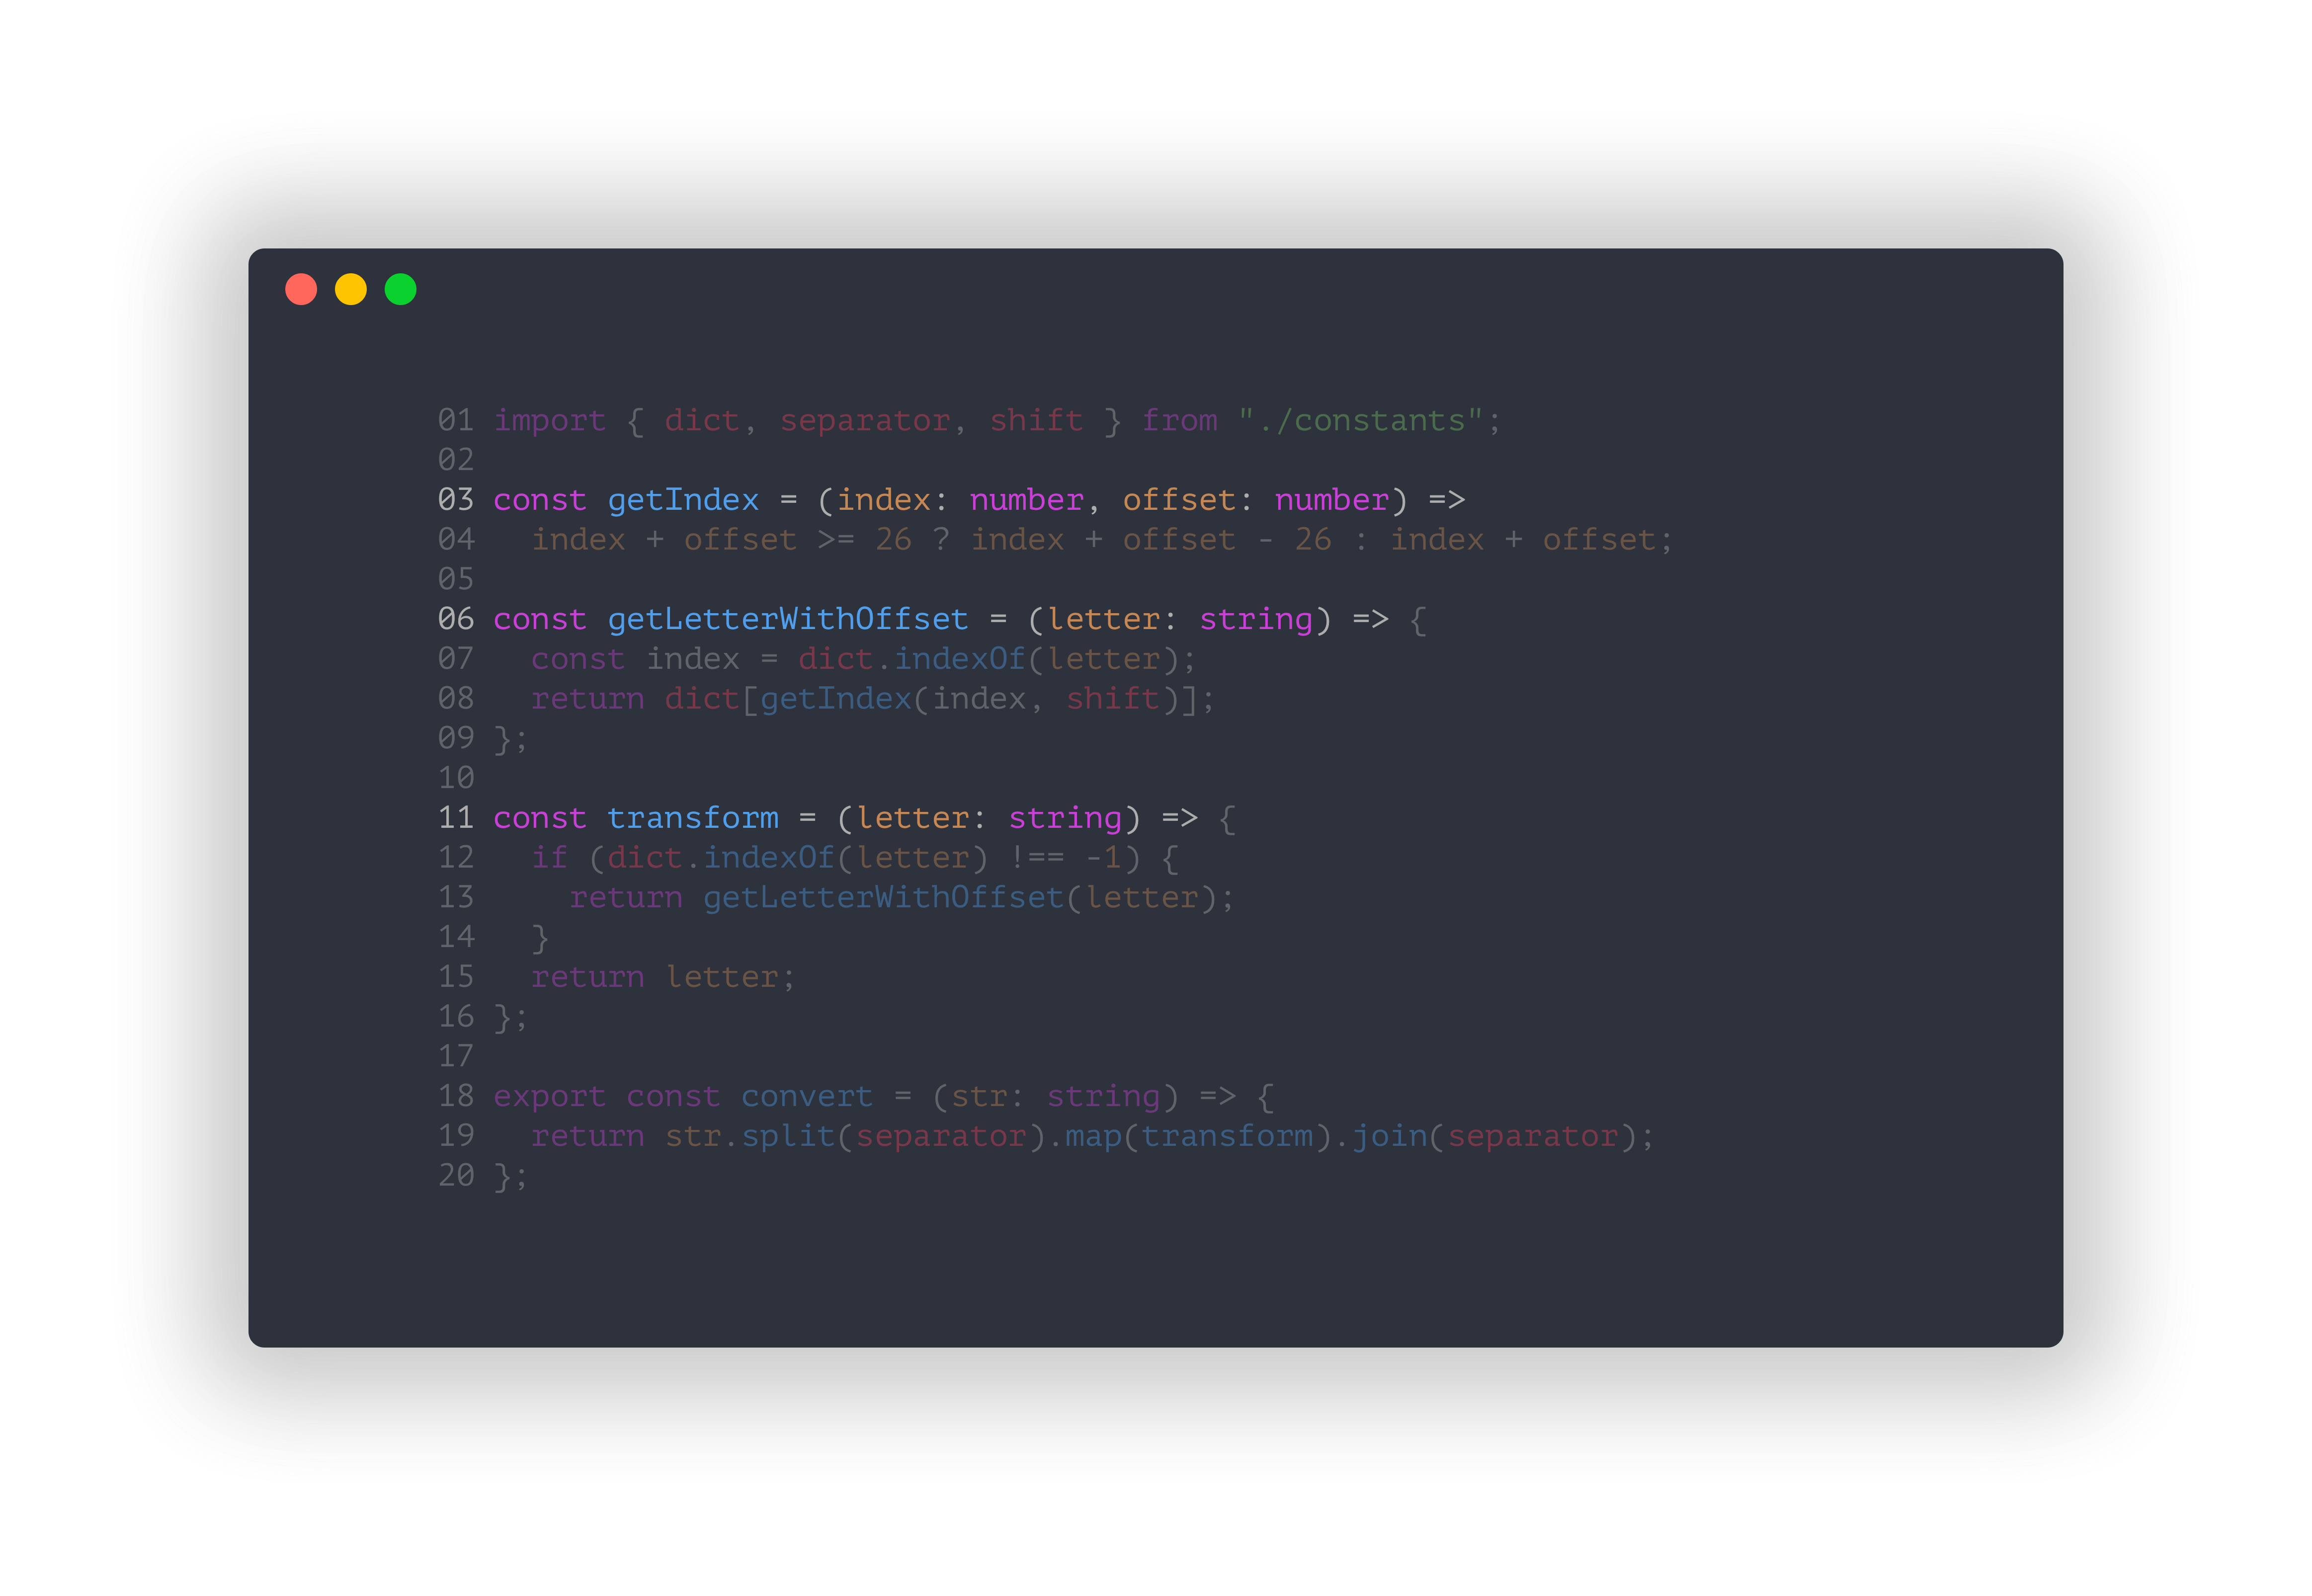 01 import { dict, separator, shift } from "./constants";
02
03 const getIndex = (index: number, offset: number) =>
04   index + offset >= 26 ? index + offset - 26 : index + offset;
05
06 const getLetterWithOffset = (letter: string) => {
07   const index = dict.indexOf(letter);
08   return dict[getIndex(index, shift)];
09 };
10
11 const transform = (letter: string) => {
12   if (dict.indexOf(letter) !== -1) {
13     return getLetterWithOffset(letter);
14   }
15   return letter;
16 };
17
18 export const convert = (str: string) => {
19   return str.split(separator).map(transform).join(separator);
20 };